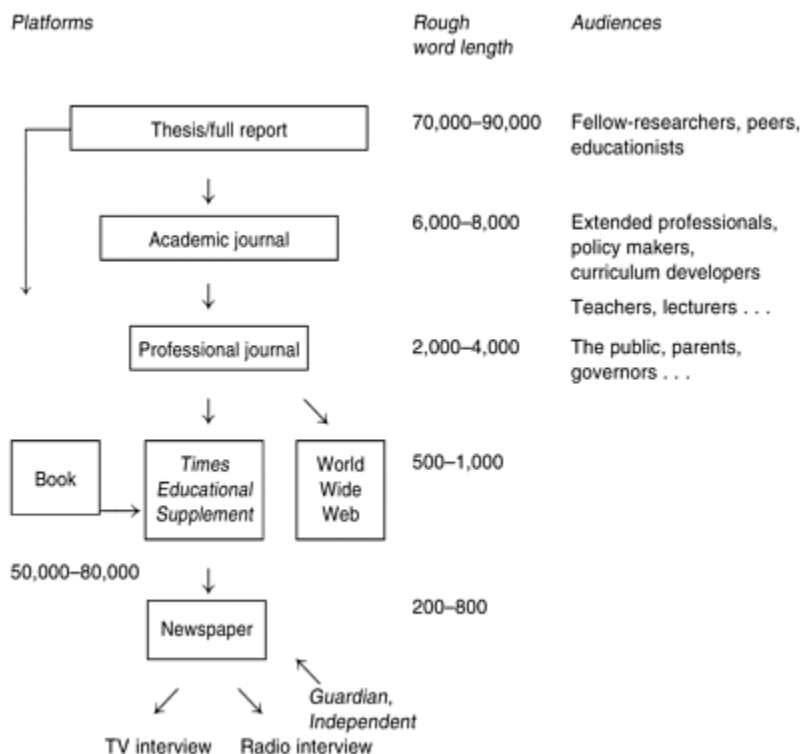 Platforms
Rough
word length
Audiences
Thesis/full report
70,000–90,000
Fellow-researchers, peers,
educationists
Academic journal
6,000–8,000
Extended professionals,
policy makers,
curriculum developers
Teachers, lecturers . . .
Professional journal
2,000–4,000
The public, parents,
governors . . .
Book
Times
Educational
Supplement
World
Wide
Web
500–1,000
50,000–80,000
Newspaper
200–800
Guardian,
Independent
TV interview
Radio interview